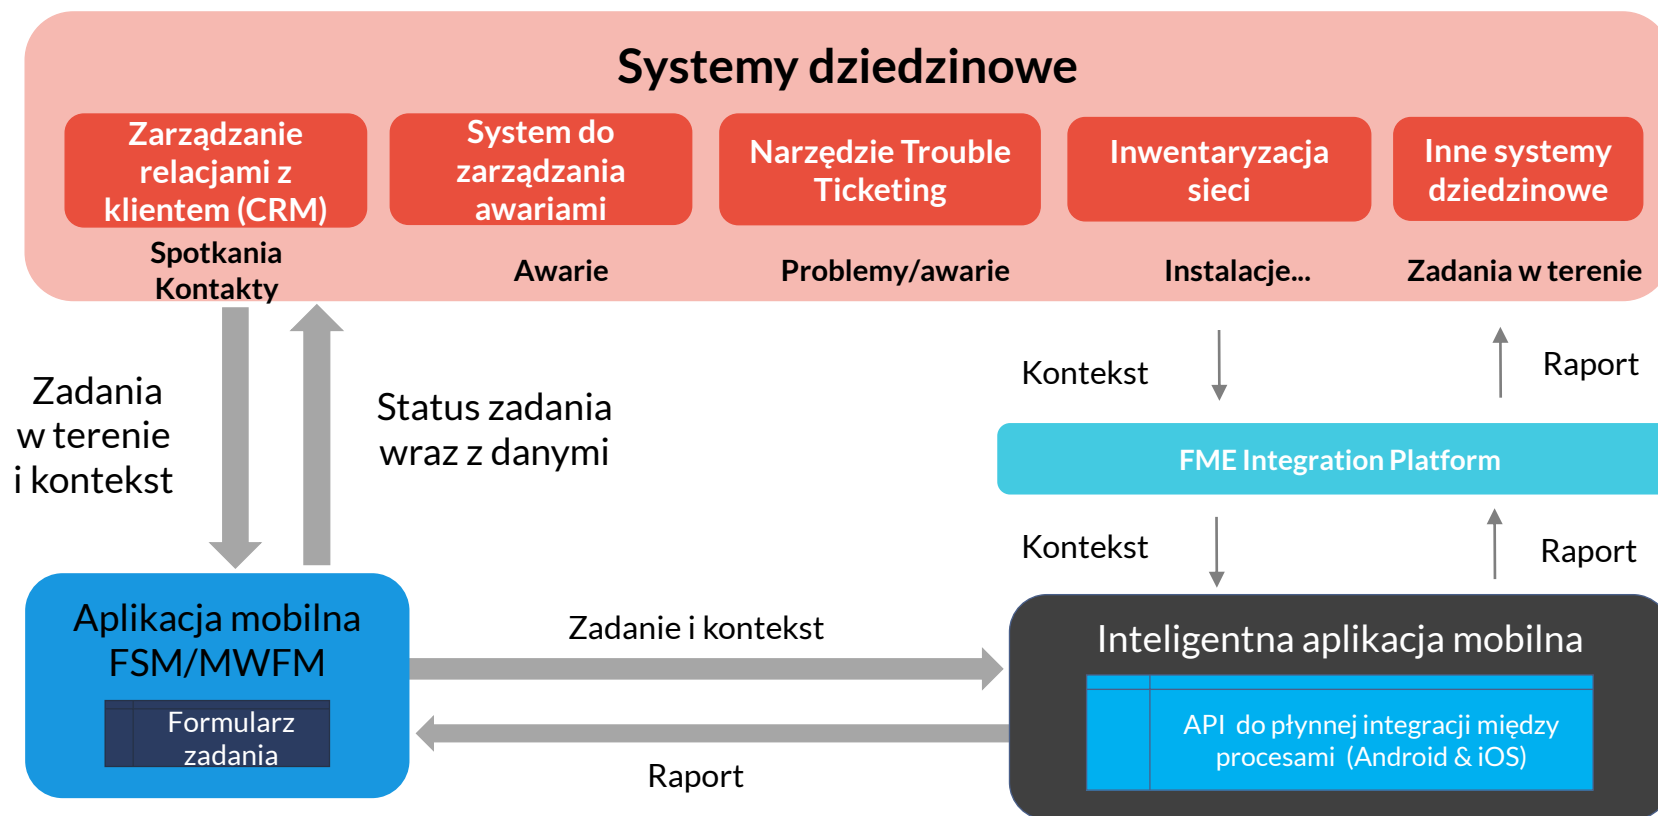 Systemy dziedzinowe
Zarządzanie
relacjami z
klientem (CRM)
System do
zarządzania
awariami
Narzędzie Trouble
Ticketing
Inwentaryzacja
sieci
Inne systemy
dziedzinowe
Spotkania
Kontakty
Awarie
Problemy/awarie
Instalacje...
Zadania w terenie
Zadania
w terenie
i kontekst
Status zadania
wraz z danymi
Kontekst
Raport
FME Integration Platform
Kontekst
Raport
Aplikacja mobilna
FSM/MWFM
Formularz
zadania
Zadanie i kontekst
Raport
Inteligentna aplikacja mobilna
API do płynnej integracji między
procesami (Android & iOS)